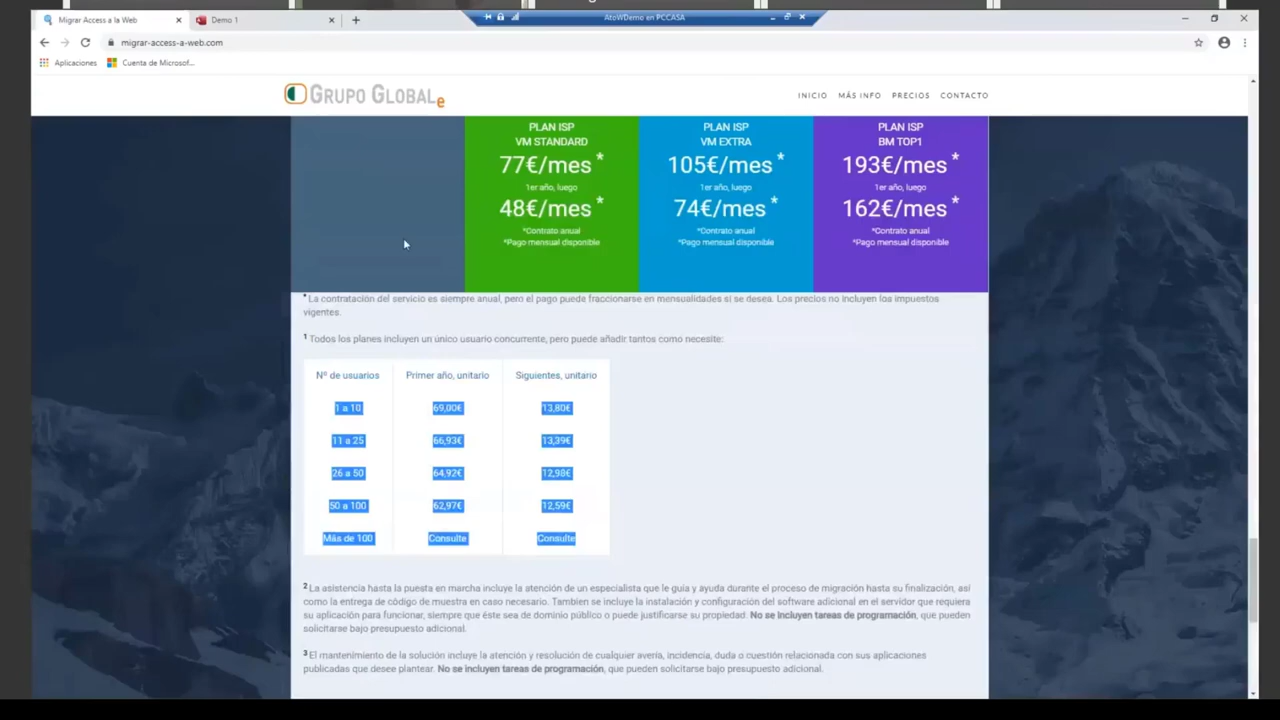 Migrar Access a la Web
Demo 1
AtoWDemo en PCCASA
migrar-access-a-web.com
Aplicaciones
Cuenta de Microsof...
GRUPO GLOBALe
INICIO MÁS INFO PRECIOS CONTACTO
PLAN ISP
VM STANDARD
77€/mes *
1er año, luego
48€/mes *
*Contrato anual
*Pago mensual disponible
PLAN ISP
VM EXTRA
105€/mes *
1er año, luego
74€/mes *
*Contrato anual
*Pago mensual disponible
PLAN ISP
BM TOP1
193€/mes *
1er año, luego
162€/mes *
*Contrato anual
*Pago mensual disponible
* La contratación del servicio es siempre anual, pero el pago puede fraccionarse en mensualidades si se desea. Los precios no incluyen los impuestos
vigentes.
1 Todos los planes incluyen un único usuario concurrente, pero puede añadir tantos como necesite:
Nº de usuarios Primer año, unitario Siguientes, unitario
1 a 10 69,00€ 13,80€
11 a 25 66,93€ 13,39€
26 a 50 64,92€ 12,98€
50 a 100 62,97€ 12,59€
Más de 100 Consulte Consulte
2 La asistencia hasta la puesta en marcha incluye la atención de un especialista que le guía y ayuda durante el proceso de migración hasta su finalización, así
como la entrega de código de muestra en caso necesario. Tambien se incluye la instalación y configuración del software adicional en el servidor que requiera
su aplicación para funcionar, siempre que éste sea de dominio público o puede justificarse su propiedad. No se incluyen tareas de programación, que pueden
solicitarse bajo presupuesto adicional.
3 El mantenimiento de la solución incluye la atención y resolución de cualquier avería, incidencia, duda o cuestión relacionada con sus aplicaciones
publicadas que desee plantear. No se incluyen tareas de programación, que pueden solicitarse bajo presupuesto adicional.